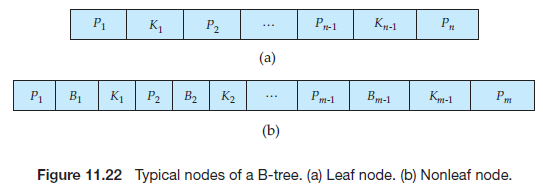 P1 K1 P2 … Pn-1 Kn-1 Pn
(a)
P1 B1 K1 P2 B2 K2 … Pm-1 Bm-1 Km-1 Pm
(b)
Figure 11.22 Typical nodes of a B-tree. (a) Leaf node. (b) Nonleaf node.